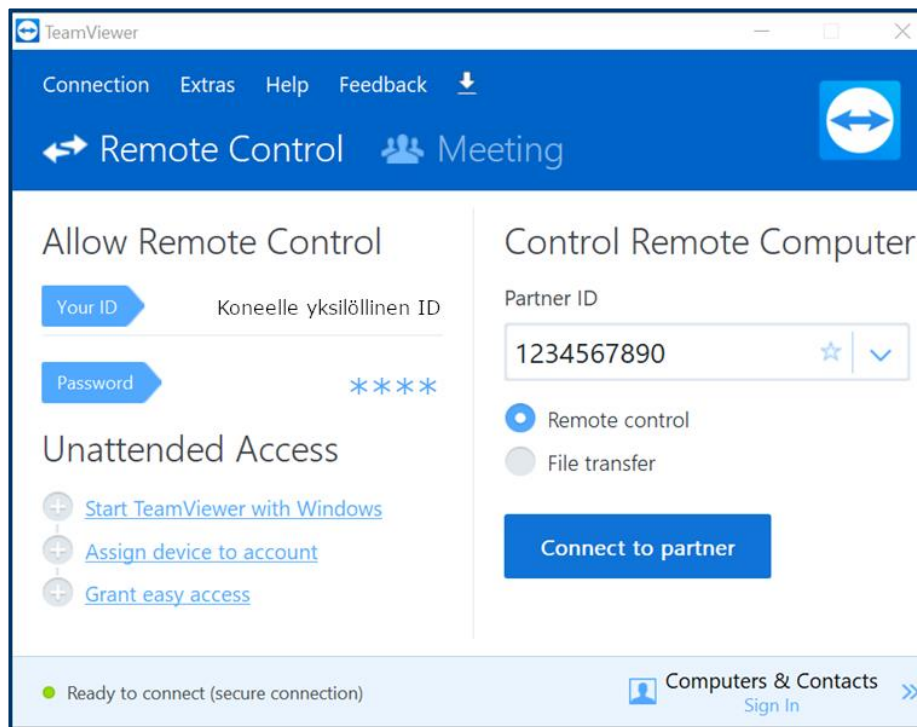 TeamViewer
Connection Extras Help Feedback
Remote Control Meeting
Allow Remote Control
Your ID Koneelle yksilöllinen ID
Password ****
Unattended Access
Start TeamViewer with Windows
Assign device to account
Grant easy access
Control Remote Computer
Partner ID
1234567890
Remote control
File transfer
Connect to partner
Ready to connect (secure connection)
Computers & Contacts
Sign In